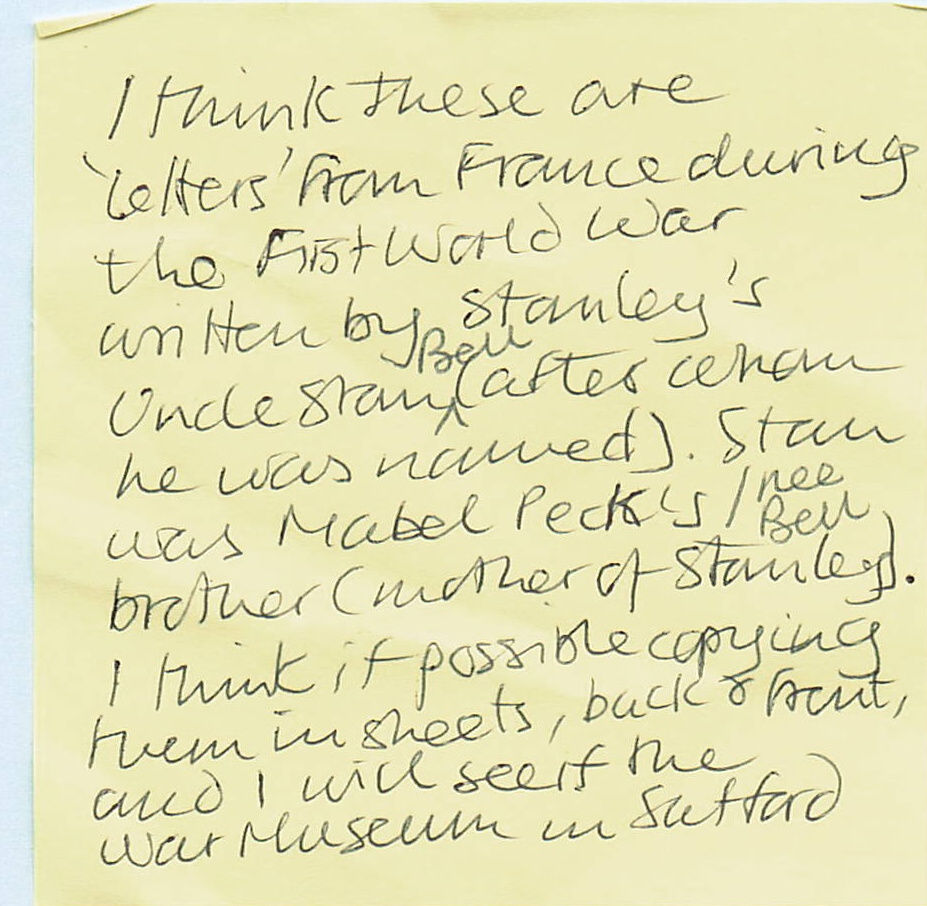 I think these are
'letters' from France during
the First World War
written by Stanley's
Uncle Stan Bell (after whom
he was named). Stan
was Mabel Peck's / nee Bell
brother (mother of Stanley).
I think if possible copying
them in sheets, back & front,
and I will see if the
War Museum in Salford